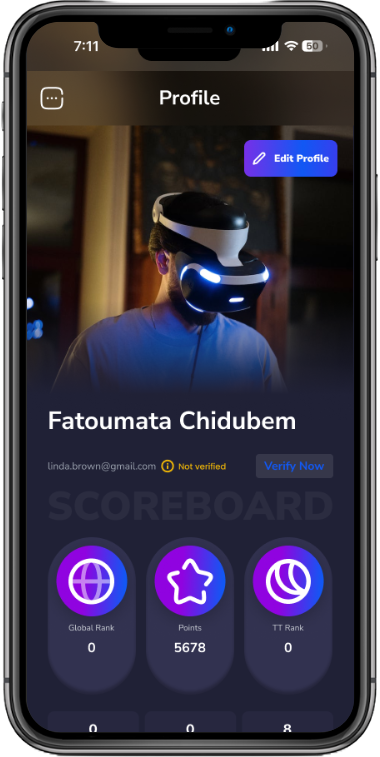 7:11
50
Profile
Edit Profile
Fatoumata Chidubem
linda.brown@gmail.com Not verified Verify Now
SCOREBOARD
Global Rank Points TT Rank
0 5678 0
0 0 8